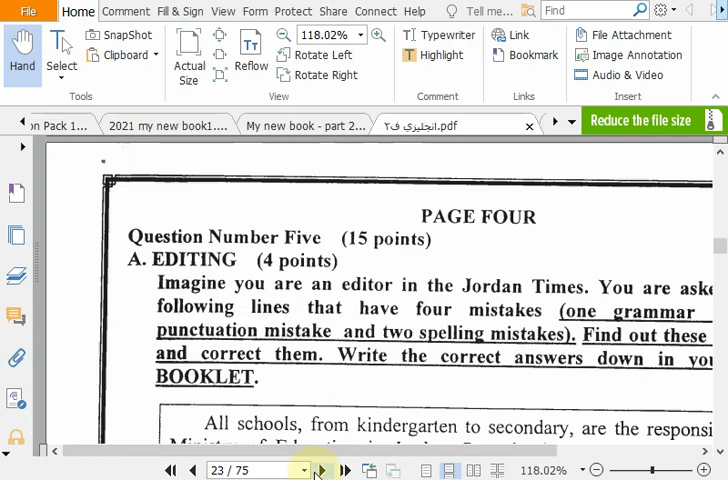 File Home Comment Fill & Sign View Form Protect Share Connect Help Tell me... Find
Hand
SnapShot
Clipboard
Select
Actual Size
Reflow
118.02%
Rotate Left
Rotate Right
Typewriter
Highlight
Link
Bookmark
File Attachment
Image Annotation
Audio & Video
Tools View Comment Links Insert
on Pack 1... 2021 my new book1.... My new book - part 2... انجليزي ف٢.pdf Reduce the file size
PAGE FOUR
Question Number Five (15 points)
A. EDITING (4 points)
Imagine you are an editor in the Jordan Times. You are aske
following lines that have four mistakes (one grammar
punctuation mistake and two spelling mistakes). Find out these
and correct them. Write the correct answers down in you
BOOKLET.
All schools, from kindergarten to secondary, are the responsi
23 / 75 118.02%